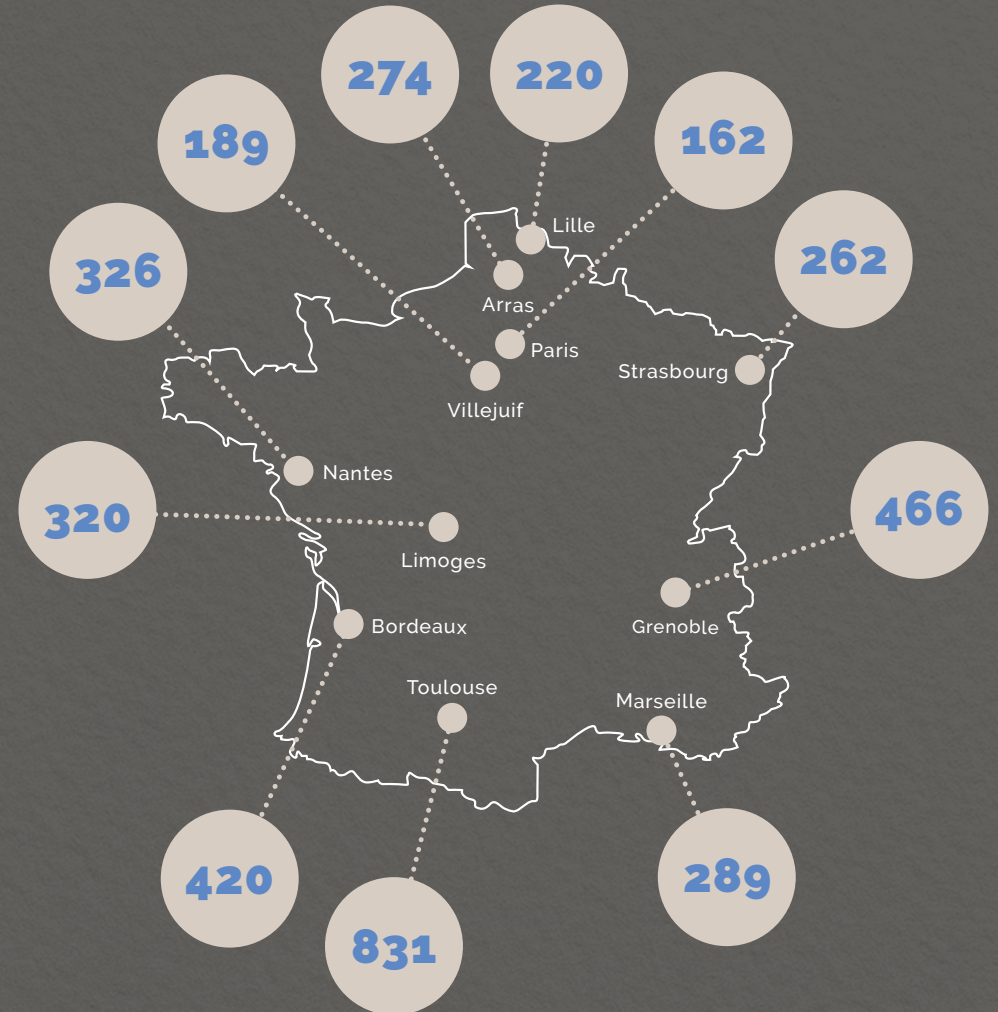 274
220
189
162
326
262
Lille
Arras
Paris
Strasbourg
Villejuif
Nantes
320
466
Limoges
Bordeaux
Grenoble
Toulouse
Marseille
420
289
831